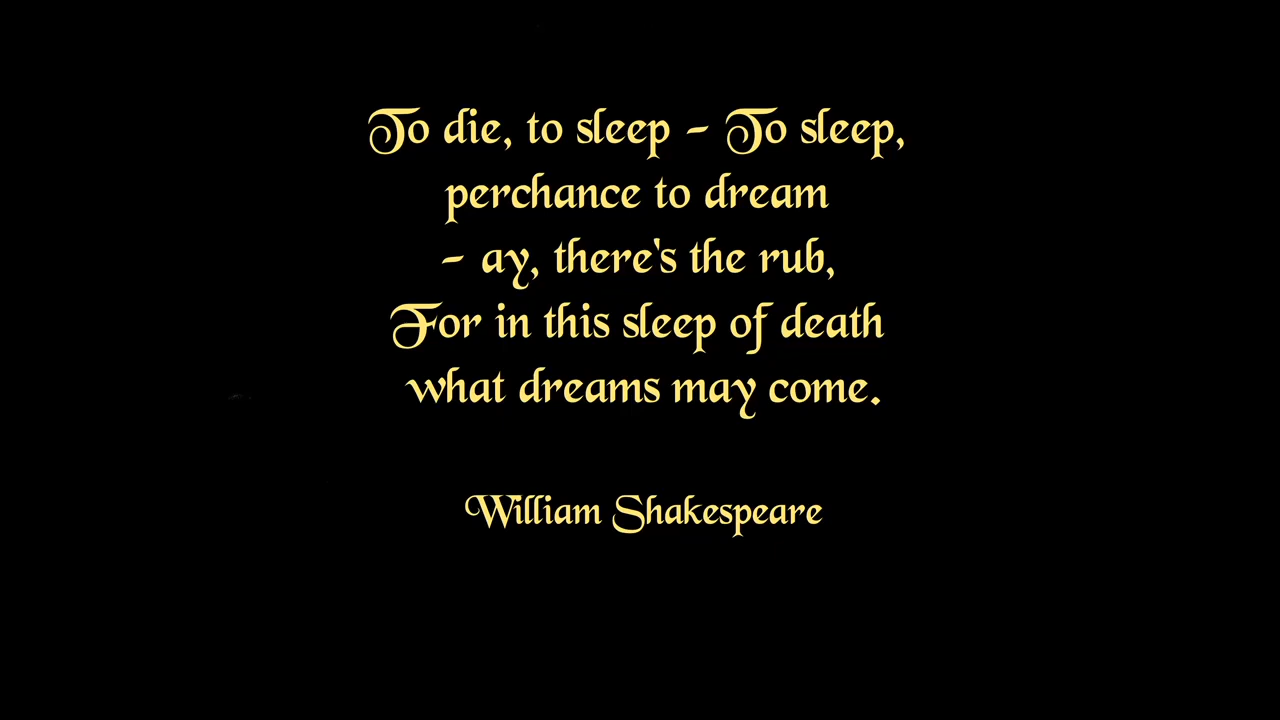 To die, to sleep - To sleep,
perchance to dream
- ay, there's the rub,
For in this sleep of death
what dreams may come.
William Shakespeare